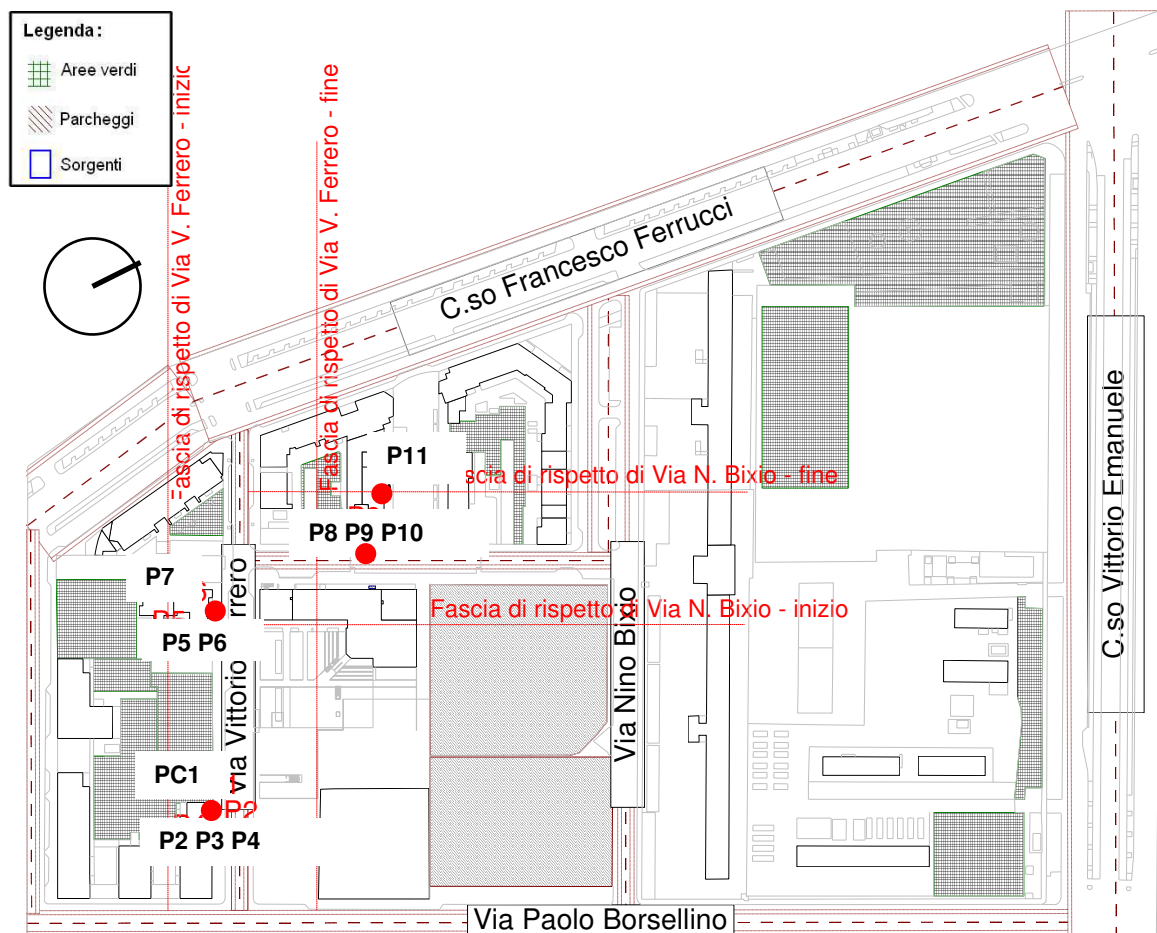 Legenda :
Aree verdi
Parcheggi
Sorgenti
Fascia di rispetto di Via V. Ferrero - inizio
Fascia di rispetto di Via V. Ferrero - fine
C.so Francesco Ferrucci
C.so Vittorio Emanuele
P11
scia di rispetto di Via N. Bixio - fine
P8 P9 P10
P7
rrero
Fascia di rispetto di Via N. Bixio - inizio
P5 P6
via Vittorio
Via Nino Bixio
PC1
P2
P2 P3 P4
Via Paolo Borsellino